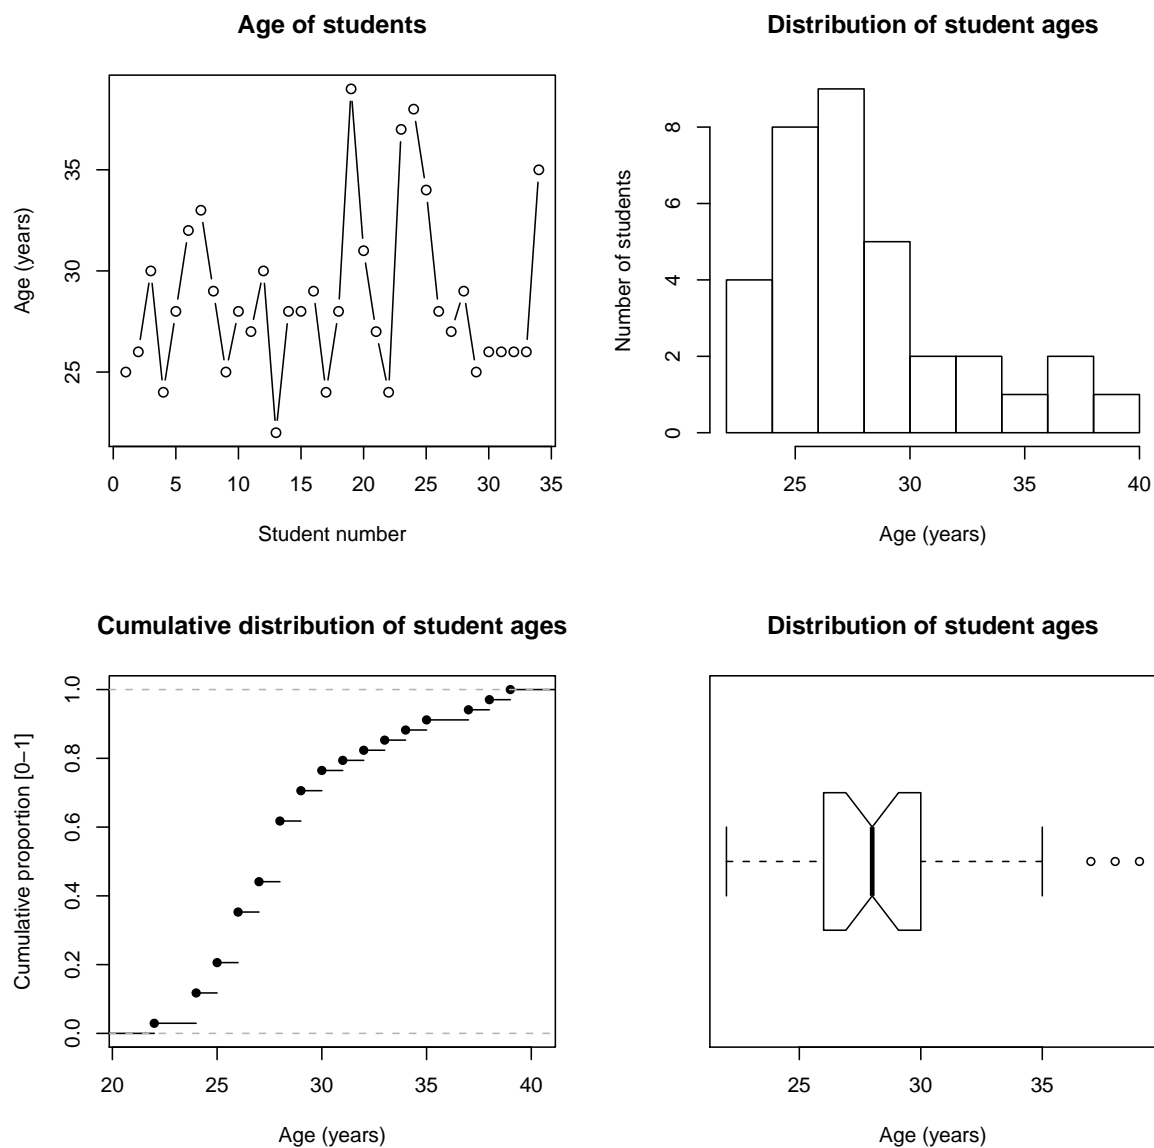 Age of students
Age (years)
25 30 35
0 5 10 15 20 25 30 35
Student number
Distribution of student ages
Number of students
0 2 4 6 8
25 30 35 40
Age (years)
Cumulative distribution of student ages
Cumulative proportion [0−1]
0.0 0.2 0.4 0.6 0.8 1.0
20 25 30 35 40
Age (years)
Distribution of student ages
25 30 35
Age (years)